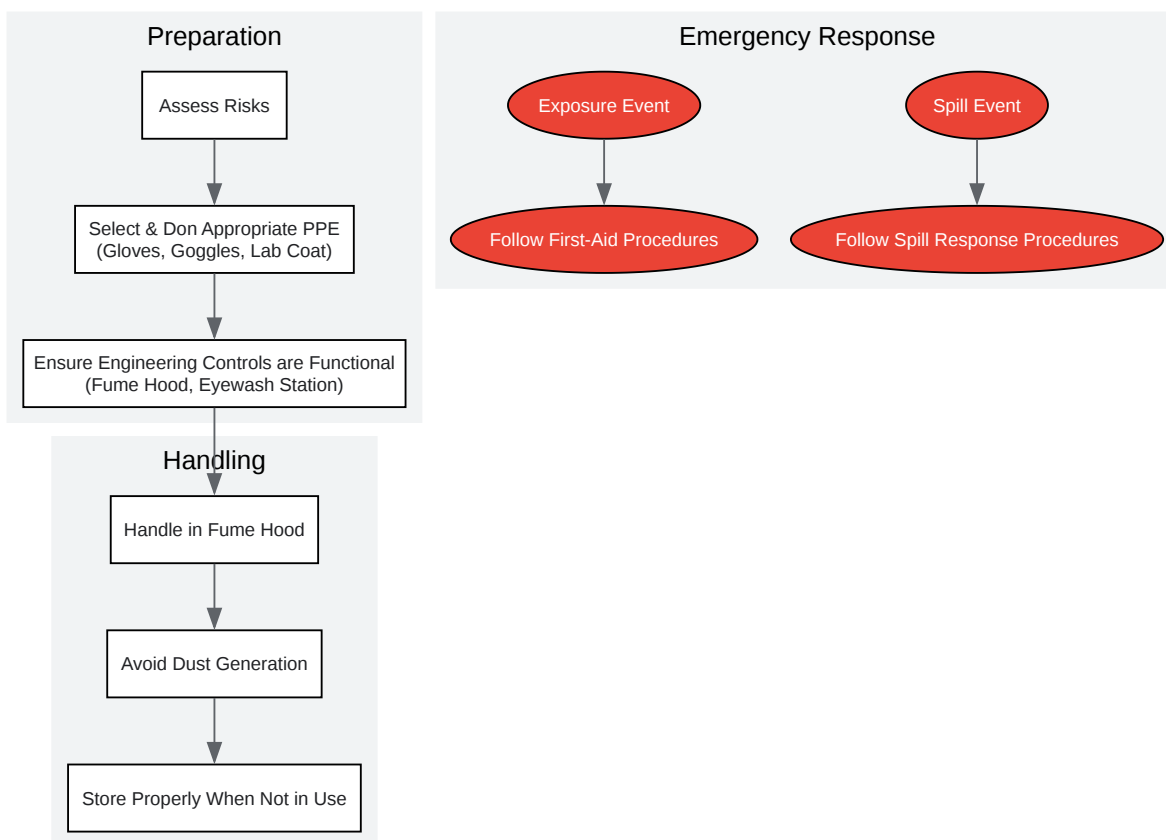 Preparation
Assess Risks
Select & Don Appropriate PPE
(Gloves, Goggles, Lab Coat)
Ensure Engineering Controls are Functional
(Fume Hood, Eyewash Station)
Handling
Handle in Fume Hood
Avoid Dust Generation
Store Properly When Not in Use
Emergency Response
Exposure Event
Follow First-Aid Procedures
Spill Event
Follow Spill Response Procedures